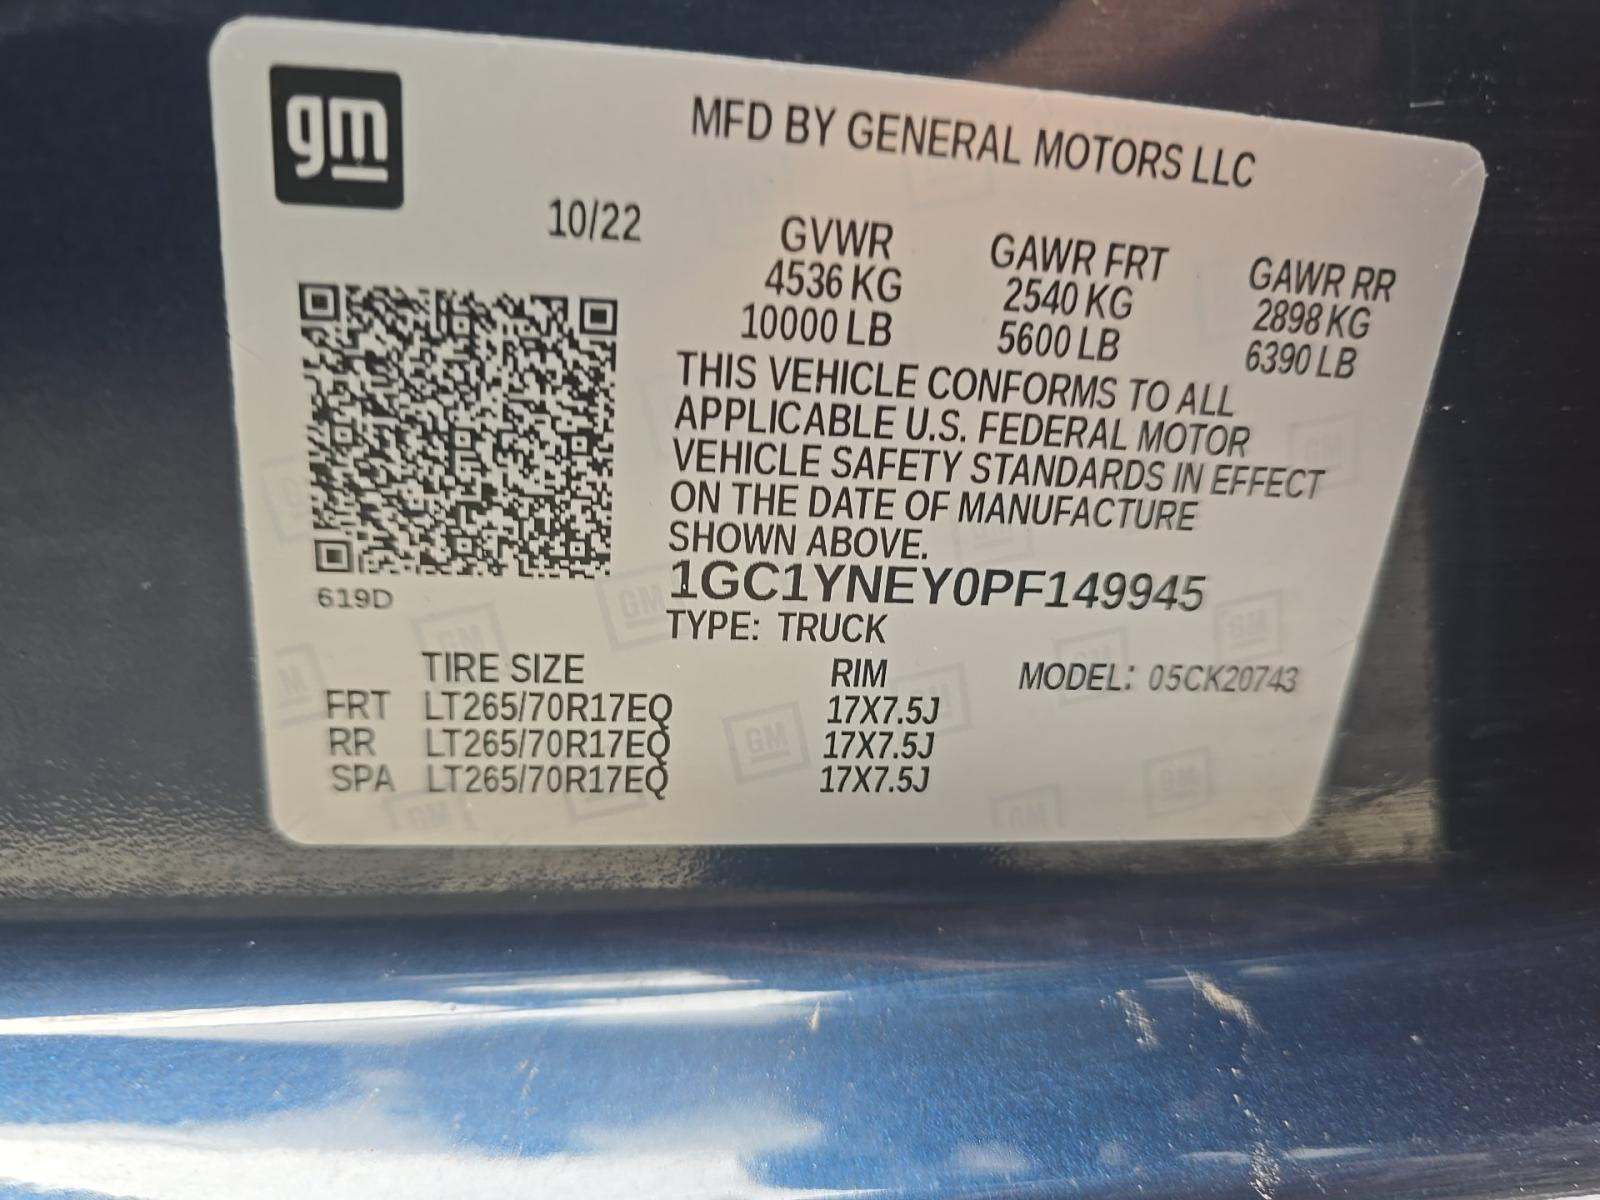 gm
MFD BY GENERAL MOTORS LLC
10/22
GVWR GAWR FRT GAWR RR
4536 KG 2540 KG 2898 KG
10000 LB 5600 LB 6390 LB
THIS VEHICLE CONFORMS TO ALL
APPLICABLE U.S. FEDERAL MOTOR
VEHICLE SAFETY STANDARDS IN EFFECT
ON THE DATE OF MANUFACTURE
SHOWN ABOVE.
1GC1YNEY0PF149945
619D
TYPE: TRUCK
TIRE SIZE RIM MODEL: 05CK20743
FRT LT265/70R17EQ 17X7.5J
RR LT265/70R17EQ 17X7.5J
SPA LT265/70R17EQ 17X7.5J